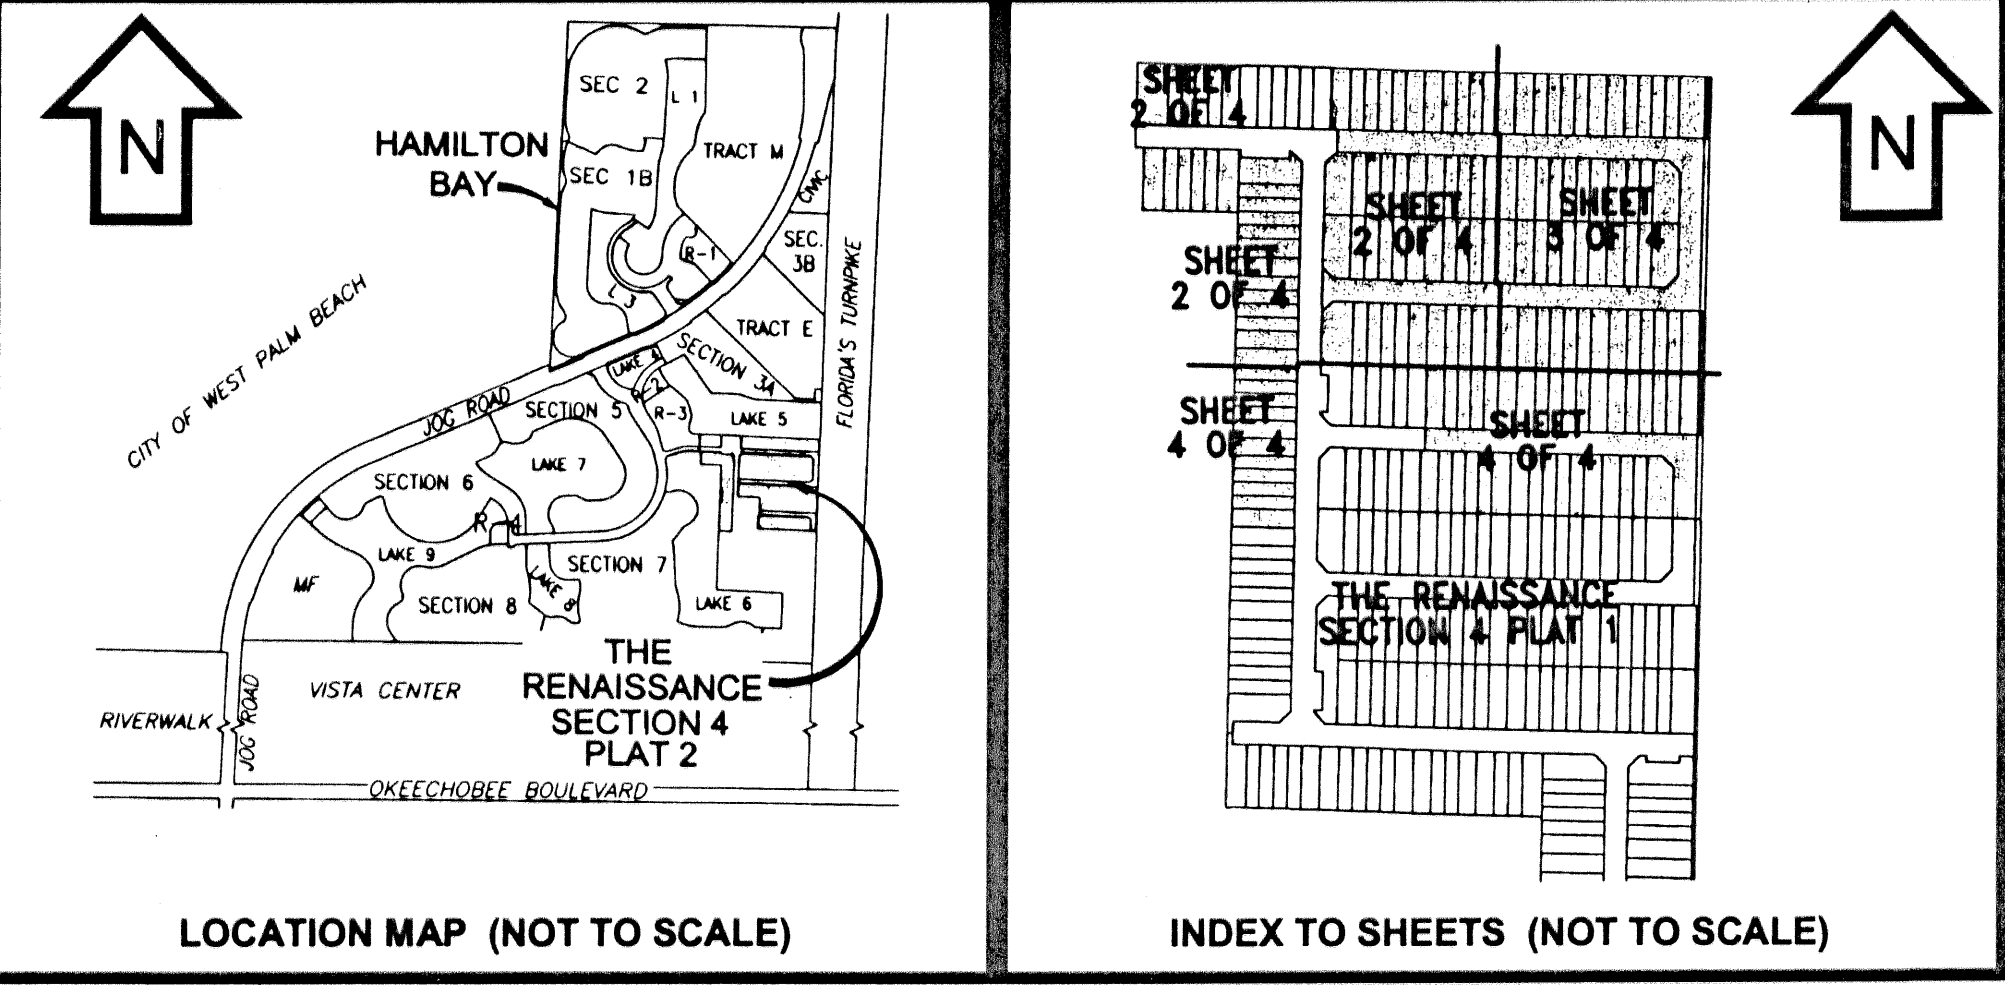 N
SEC 2
L 1
HAMILTON
BAY
TRACT M
SEC 1B
CMC
R-1
SEC.
3B
L 3
CITY OF WEST PALM BEACH
TRACT E
FLORIDA'S TURNPIKE
LAKE 4
SECTION 3A
R-2
JOG ROAD
SECTION 5
R-3
LAKE 5
LAKE 7
SECTION 6
R 4
LAKE 9
SECTION 7
MF
SECTION 8
LAKE 8
LAKE 6
THE
RENAISSANCE
SECTION 4
PLAT 2
VISTA CENTER
RIVERWALK
JOG ROAD
OKEECHOBEE BOULEVARD
LOCATION MAP (NOT TO SCALE)
N
SHEET
2 OF 4
SHEET
2 OF 4
SHEET
3 OF 4
SHEET
2 OF 4
SHEET
4 OF 4
SHEET
4 OF 4
THE RENAISSANCE
SECTION 4 PLAT 1
INDEX TO SHEETS (NOT TO SCALE)